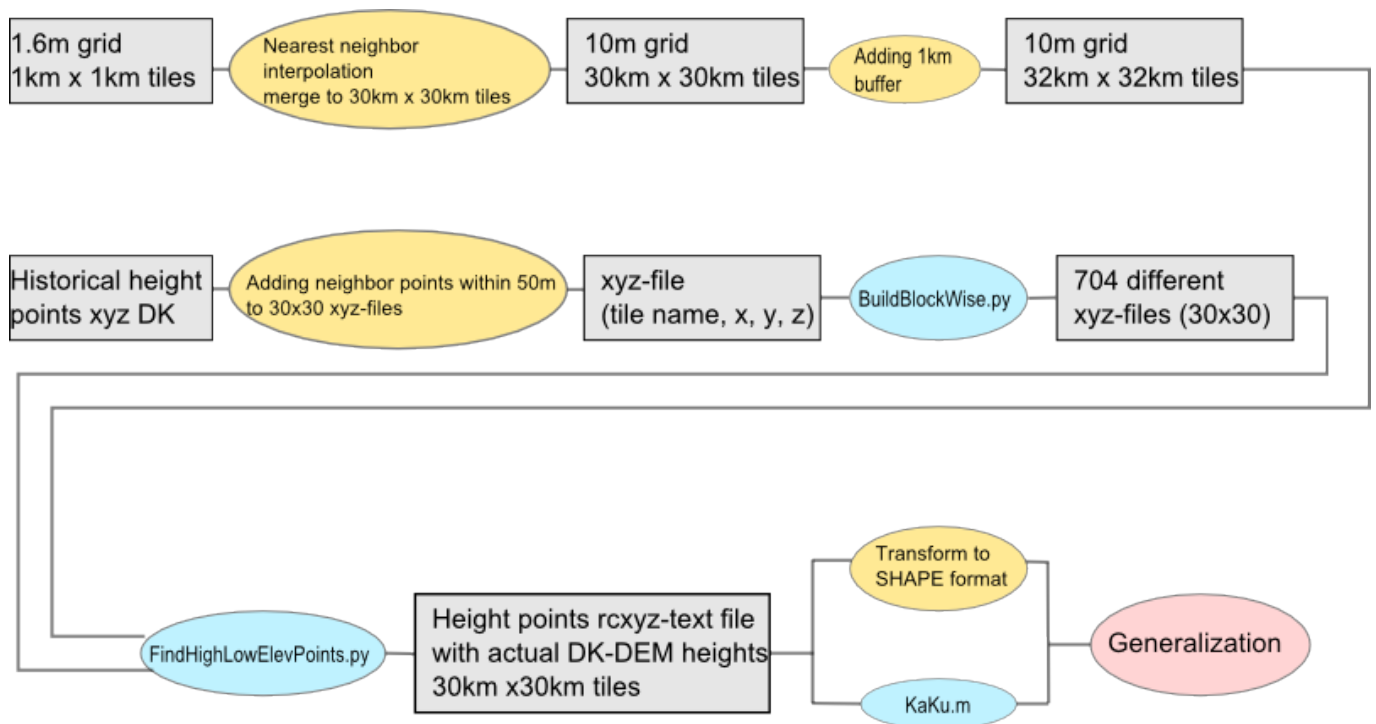 1.6m grid
1km x 1km tiles
Nearest neighbor
interpolation
merge to 30km x 30km tiles
10m grid
30km x 30km tiles
Adding 1km
buffer
10m grid
32km x 32km tiles
Historical height
points xyz DK
Adding neighbor points within 50m
to 30x30 xyz-files
xyz-file
(tile name, x, y, z)
BuildBlockWise.py
704 different
xyz-files (30x30)
FindHighLowElevPoints.py
Height points rcxyz-text file
with actual DK-DEM heights
30km x30km tiles
Transform to
SHAPE format
KaKu.m
Generalization